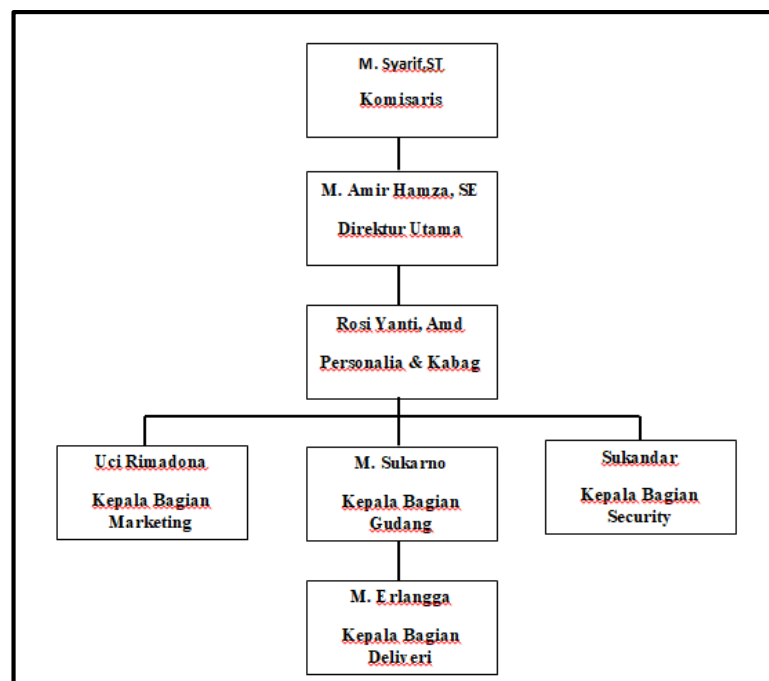 M. Syarif,ST
Komisaris
M. Amir Hamza, SE
Direktur Utama
Rosi Yanti, Amd
Personalia & Kabag
Uci Rimadona
Kepala Bagian
Marketing
M. Sukarno
Kepala Bagian
Gudang
Sukandar
Kepala Bagian
Security
M. Erlangga
Kepala Bagian
Deliveri